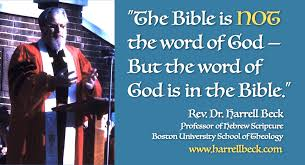 "The Bible is NOT
the word of God –
But the word of
God is in the Bible."
Rev. Dr. Harrell Beck
Professor of Hebrew Scripture
Boston University School of Theology
www.harrellbeck.com